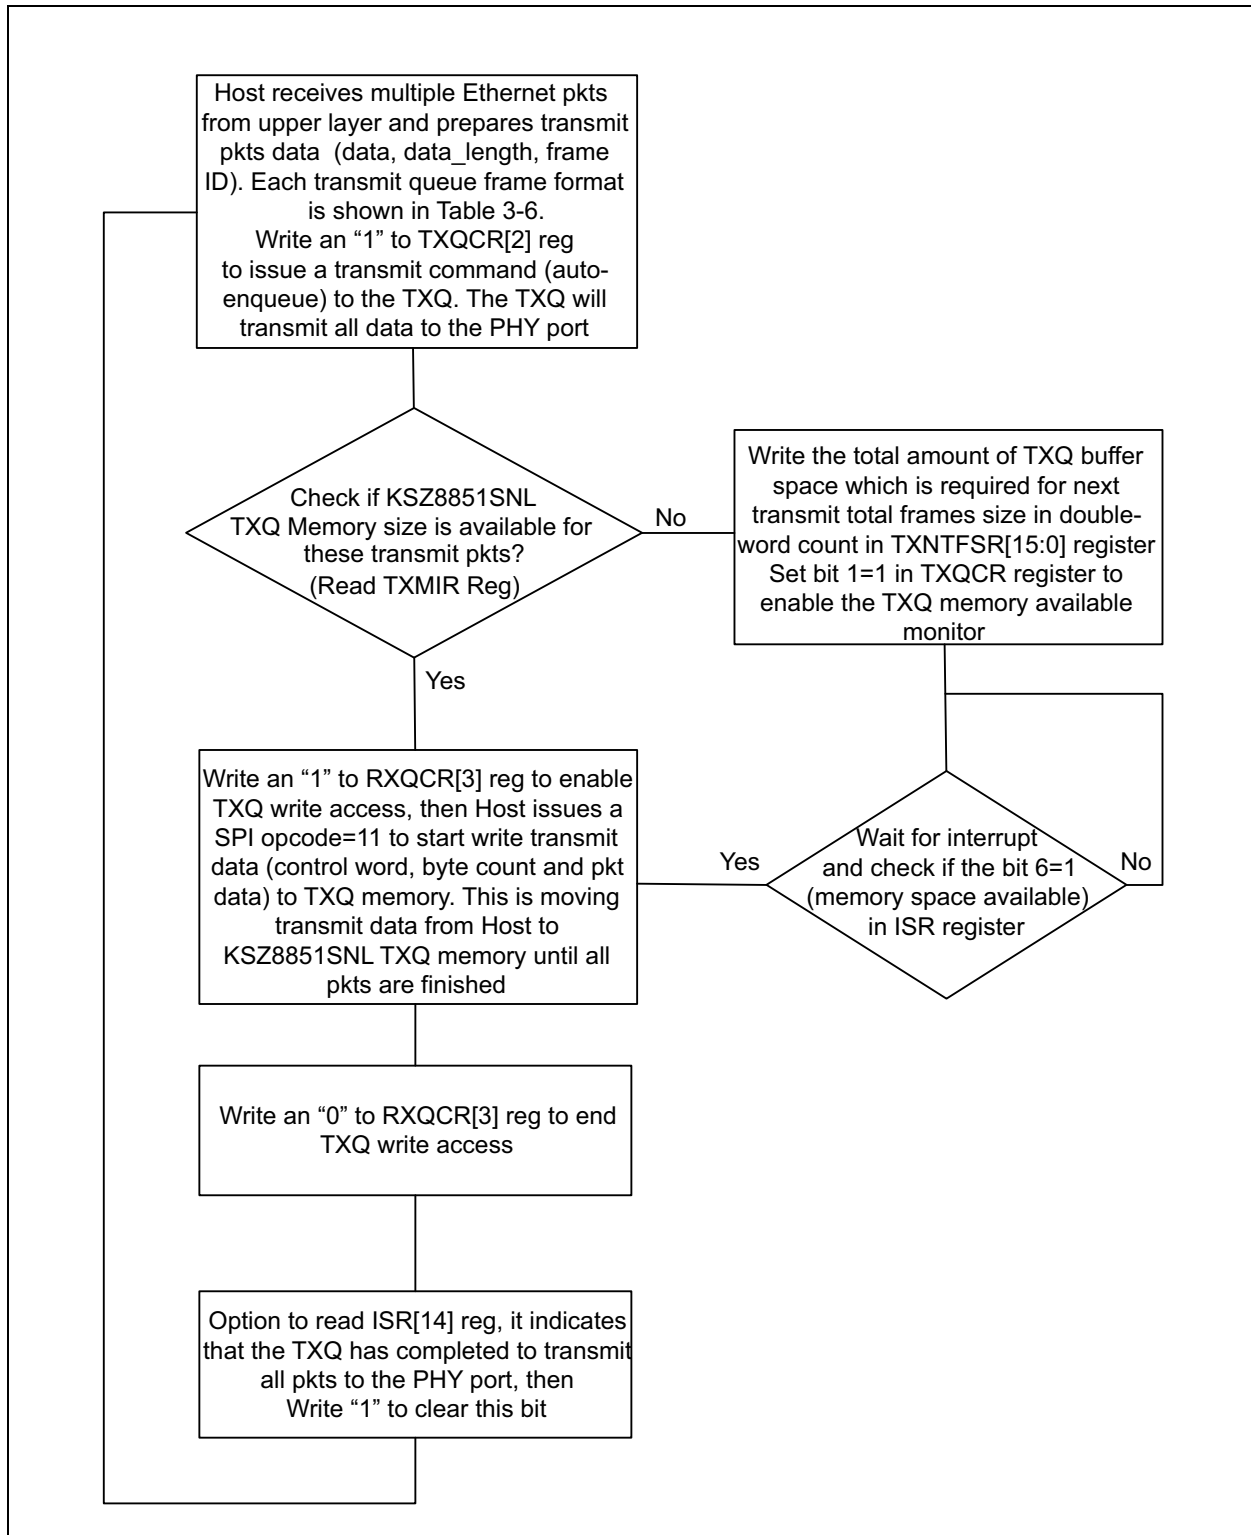 Host receives multiple Ethernet pkts
from upper layer and prepares transmit
pkts data (data, data_length, frame
ID). Each transmit queue frame format
is shown in Table 3-6.
Write an “1” to TXQCR[2] reg
to issue a transmit command (auto-
enqueue) to the TXQ. The TXQ will
transmit all data to the PHY port
Check if KSZ8851SNL
TXQ Memory size is available for
these transmit pkts?
(Read TXMIR Reg)
No
Write the total amount of TXQ buffer
space which is required for next
transmit total frames size in double-
word count in TXNTFSR[15:0] register
Set bit 1=1 in TXQCR register to
enable the TXQ memory available
monitor
Yes
Write an “1” to RXQCR[3] reg to enable
TXQ write access, then Host issues a
SPI opcode=11 to start write transmit
data (control word, byte count and pkt
data) to TXQ memory. This is moving
transmit data from Host to
KSZ8851SNL TXQ memory until all
pkts are finished
Yes
Wait for interrupt
and check if the bit 6=1
(memory space available)
in ISR register
No
Write an “0” to RXQCR[3] reg to end
TXQ write access
Option to read ISR[14] reg, it indicates
that the TXQ has completed to transmit
all pkts to the PHY port, then
Write “1” to clear this bit